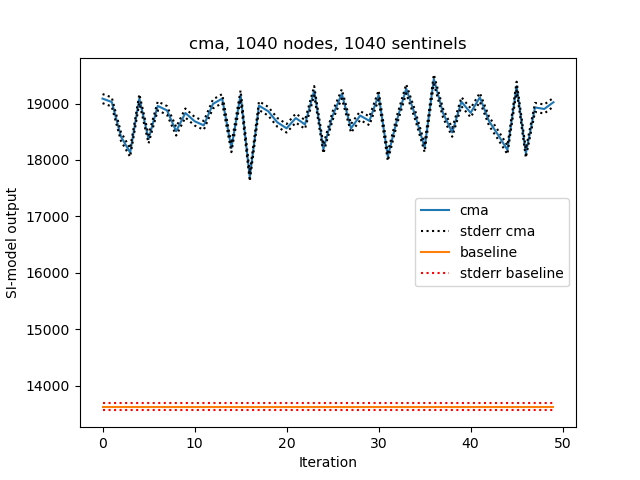 cma, 1040 nodes, 1040 sentinels
SI-model output
19000
18000
17000
16000
15000
14000
cma
stderr cma
baseline
stderr baseline
0 10 20 30 40 50
Iteration